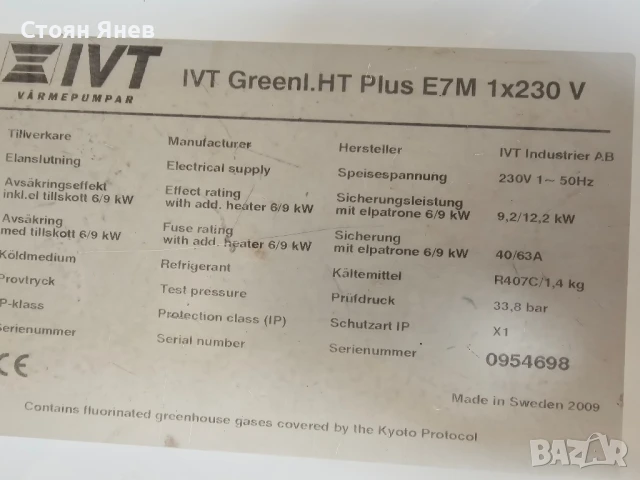 Стоян Янев
IVT
VÄRMEPUMPAR
IVT Greenl.HT Plus E7M 1x230 V
Tillverkare Manufacturer Hersteller IVT Industrier AB
Elanslutning Electrical supply Speisespannung 230V 1~ 50Hz
Avsäkringseffekt Effect rating Sicherungsleistung
inkl.el tillskott 6/9 kW with add. heater 6/9 kW mit elpatrone 6/9 kW 9,2/12,2 kW
Avsäkring Fuse rating Sicherung
med tillskott 6/9 kW with add. heater 6/9 kW mit elpatrone 6/9 kW 40/63A
Köldmedium Refrigerant Kältemittel R407C/1,4 kg
Provtryck Test pressure Prüfdruck 33,8 bar
P-klass Protection class (IP) Schutzart IP X1
Serienummer Serial number Serienummer 0954698
CE
Made in Sweden 2009
Contains fluorinated greenhouse gases covered by the Kyoto Protocol
BAZAR